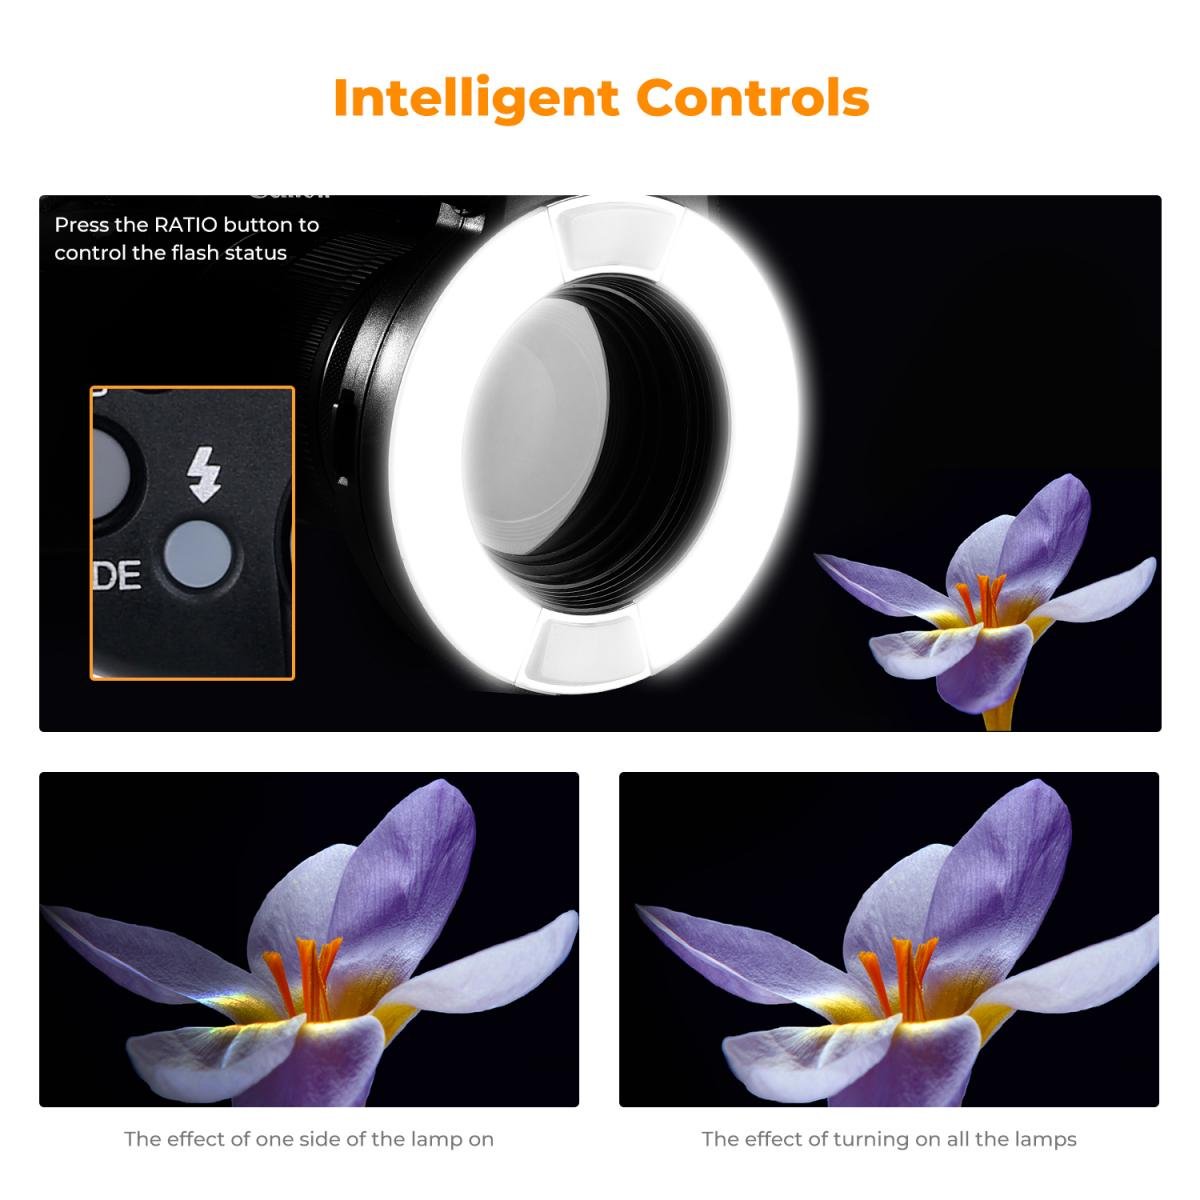 Intelligent Controls
Press the RATIO button to
control the flash status
DE
The effect of one side of the lamp on
The effect of turning on all the lamps